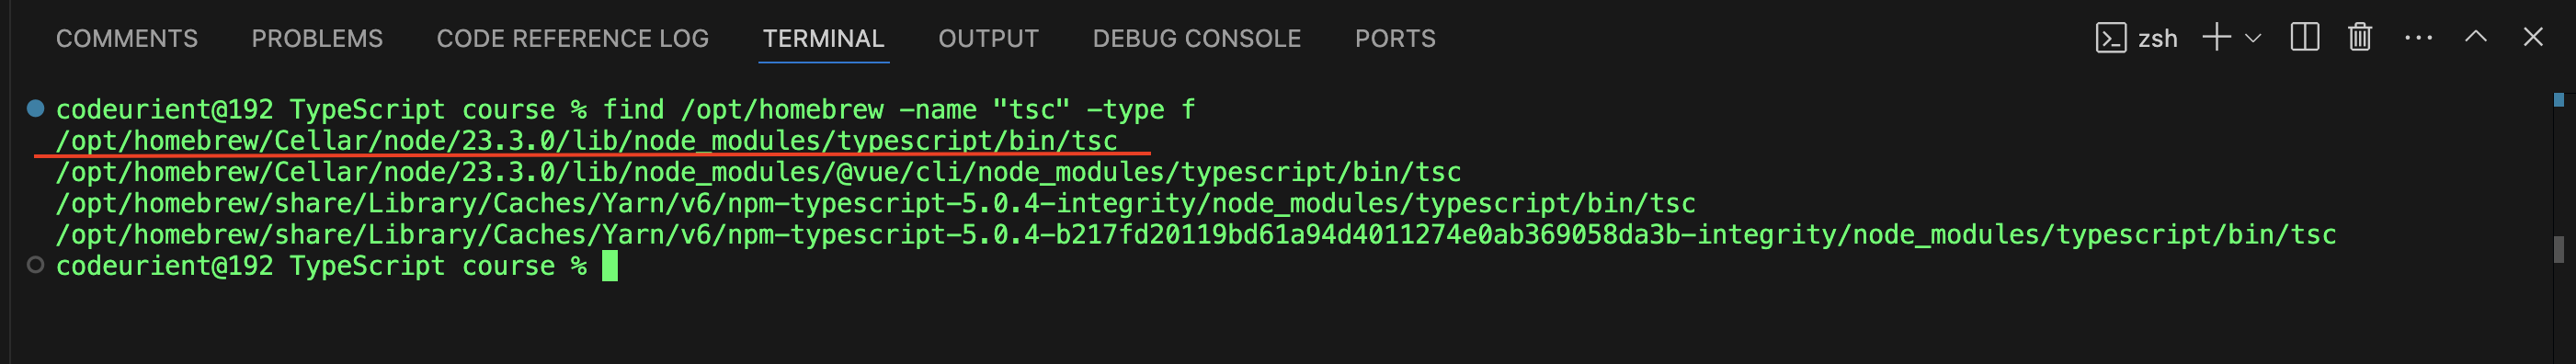 COMMENTS PROBLEMS CODE REFERENCE LOG TERMINAL OUTPUT DEBUG CONSOLE PORTS zsh
codeurient@192 TypeScript course % find /opt/homebrew -name "tsc" -type f
/opt/homebrew/Cellar/node/23.3.0/lib/node_modules/typescript/bin/tsc
/opt/homebrew/Cellar/node/23.3.0/lib/node_modules/@vue/cli/node_modules/typescript/bin/tsc
/opt/homebrew/share/Library/Caches/Yarn/v6/npm-typescript-5.0.4-integrity/node_modules/typescript/bin/tsc
/opt/homebrew/share/Library/Caches/Yarn/v6/npm-typescript-5.0.4-b217fd20119bd61a94d4011274e0ab369058da3b-integrity/node_modules/typescript/bin/tsc
codeurient@192 TypeScript course %